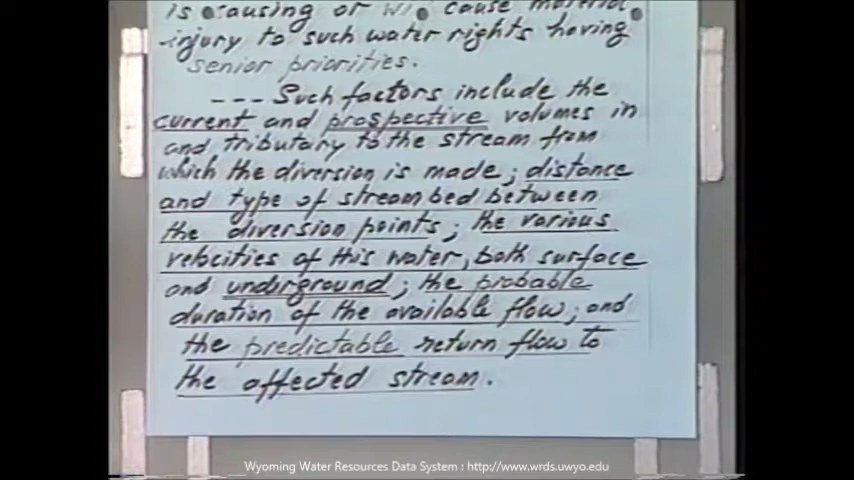 is causing or will cause material
injury to such water rights having
senior priorities.
--- Such factors include the
current and prospective volumes in
and tributary to the stream from
which the diversion is made; distance
and type of streambed between
the diversion points; the various
velocities of this water, both surface
and underground; the probable
duration of the available flow; and
the predictable return flow to
the affected stream.
Wyoming Water Resources Data System : http://www.wrds.uwyo.edu